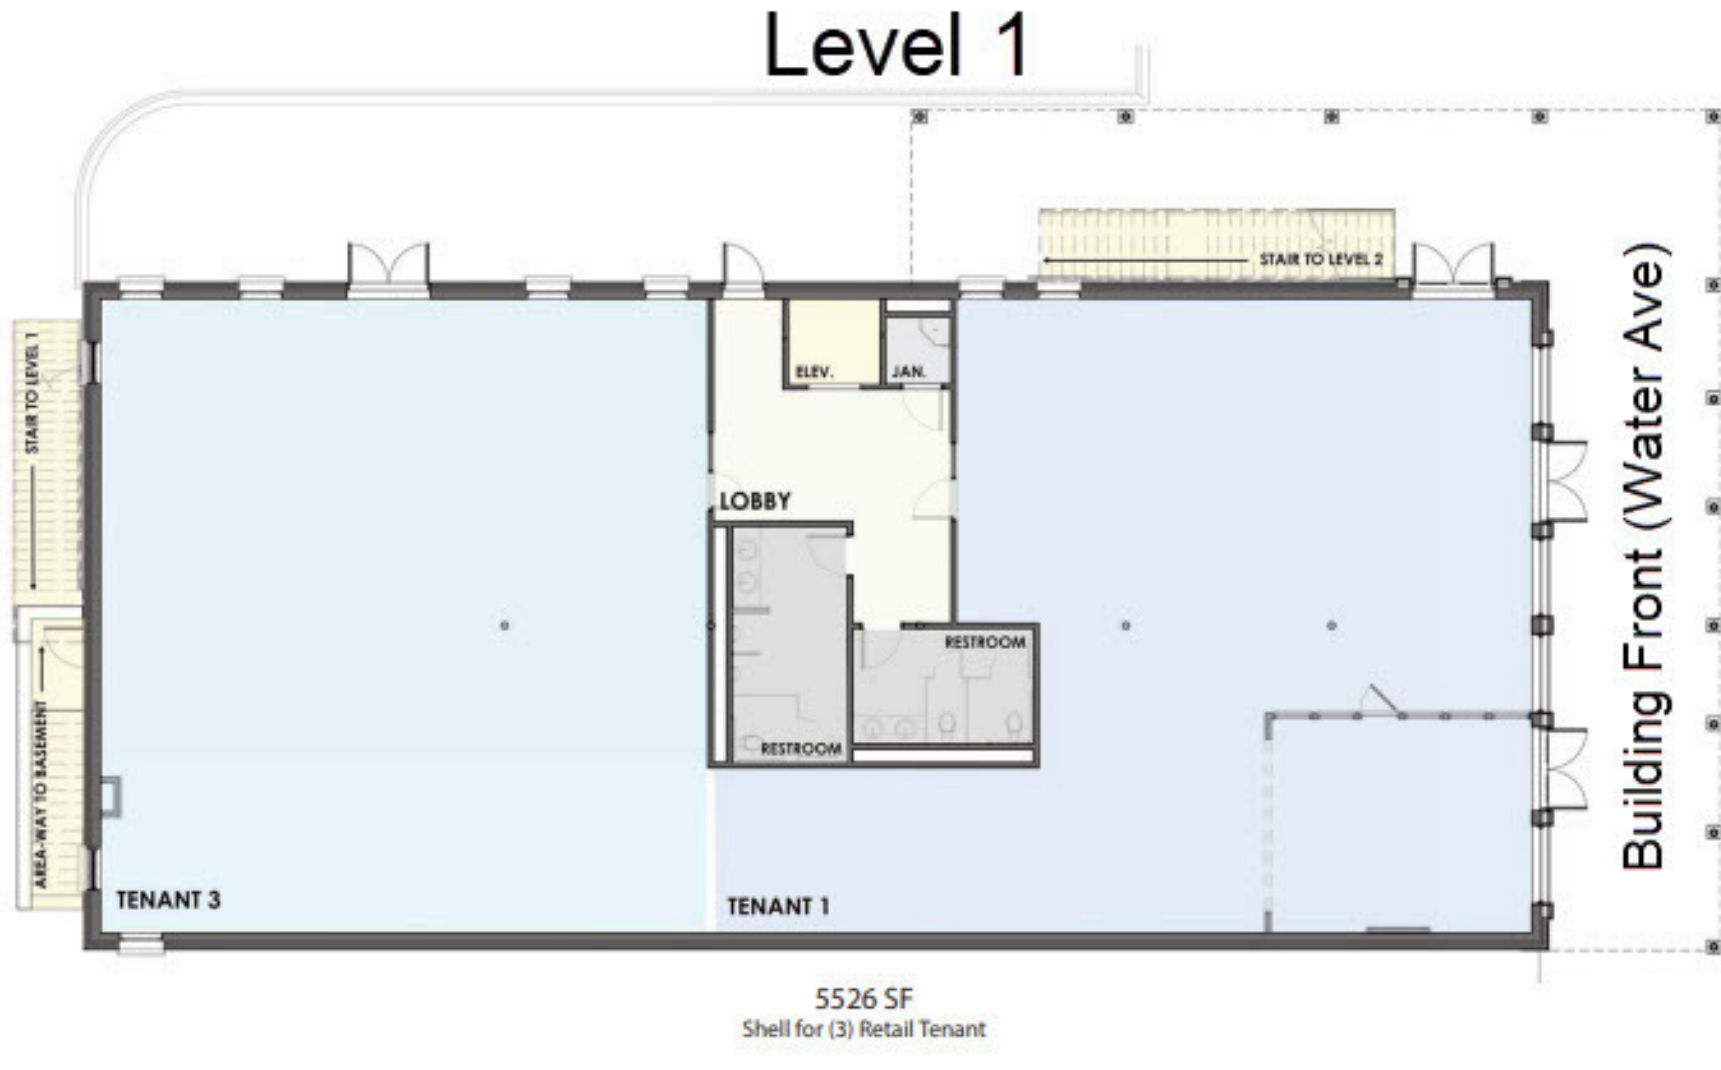 Level 1
STAIR TO LEVEL 2
STAIR TO LEVEL 1
ELEV.
JAN.
Building Front (Water Ave)
LOBBY
RESTROOM
RESTROOM
AREA-WAY TO BASEMENT
TENANT 3
TENANT 1
5526 SF
Shell for (3) Retail Tenant